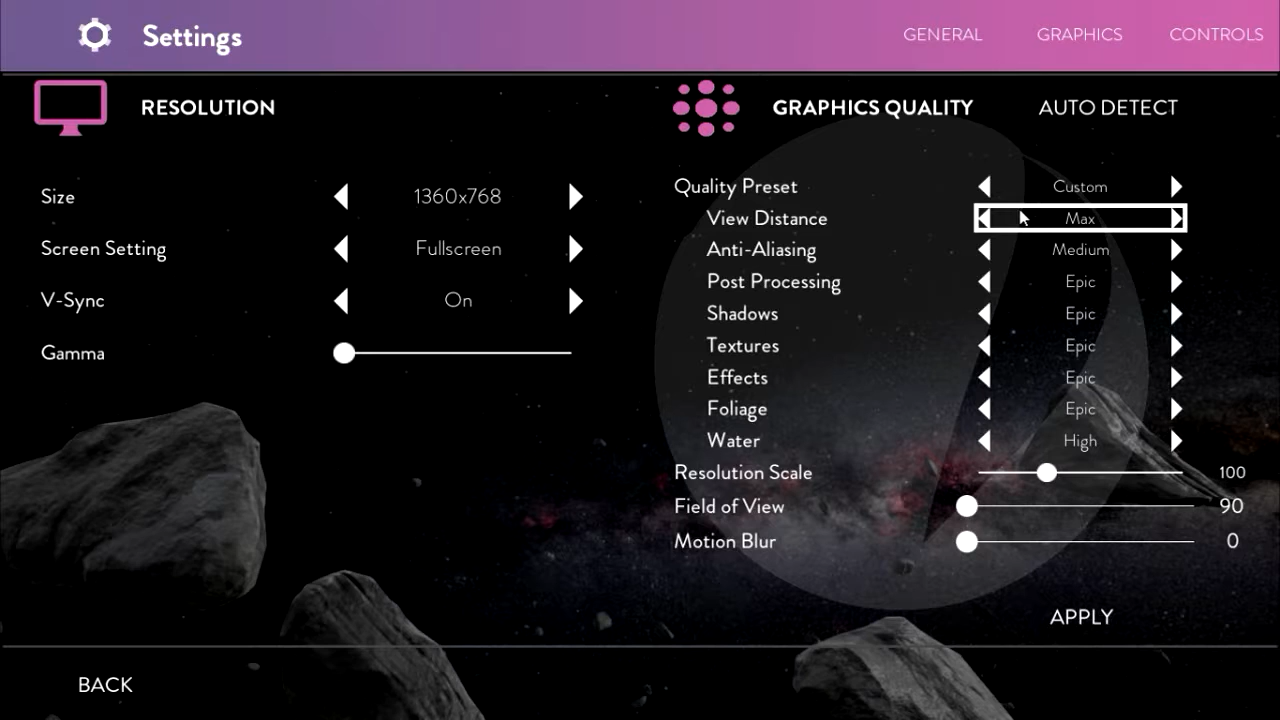 Settings
GENERAL
GRAPHICS
CONTROLS
RESOLUTION
Size
1360x768
Screen Setting
Fullscreen
V-Sync
On
Gamma
GRAPHICS QUALITY
AUTO DETECT
Quality Preset
Custom
View Distance
Max
Anti-Aliasing
Medium
Post Processing
Epic
Shadows
Epic
Textures
Epic
Effects
Epic
Foliage
Epic
Water
High
Resolution Scale
100
Field of View
90
Motion Blur
0
APPLY
BACK